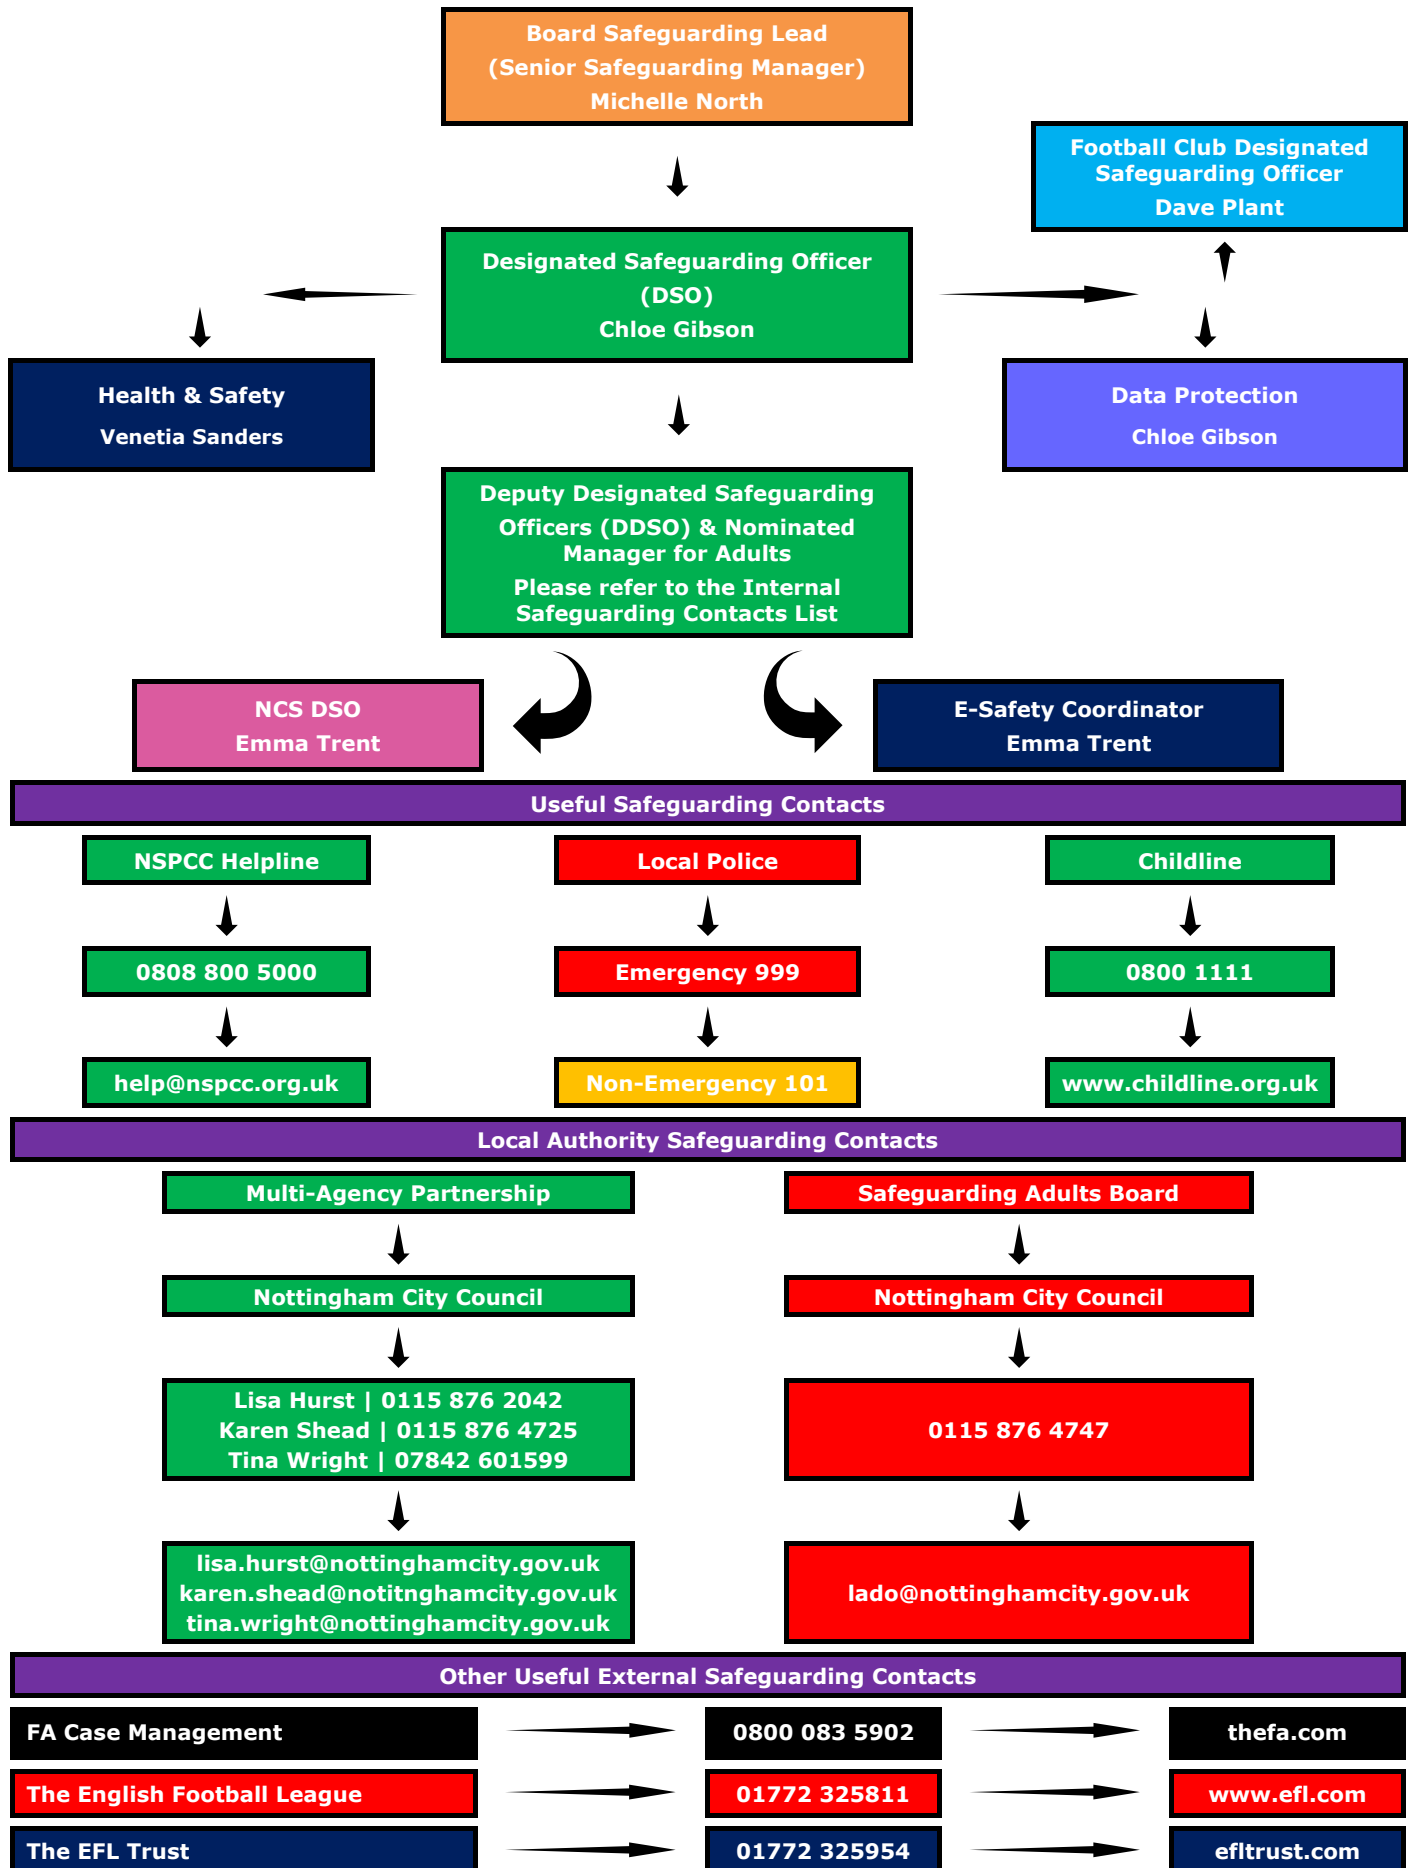 Board Safeguarding Lead
(Senior Safeguarding Manager)
Michelle North
Football Club Designated
Safeguarding Officer
Dave Plant
Designated Safeguarding Officer
(DSO)
Chloe Gibson
Health & Safety
Venetia Sanders
Data Protection
Chloe Gibson
Deputy Designated Safeguarding
Officers (DDSO) & Nominated
Manager for Adults
Please refer to the Internal
Safeguarding Contacts List
NCS DSO
Emma Trent
E-Safety Coordinator
Emma Trent
Useful Safeguarding Contacts
NSPCC Helpline
Local Police
Childline
0808 800 5000
Emergency 999
0800 1111
help@nspcc.org.uk
Non-Emergency 101
www.childline.org.uk
Local Authority Safeguarding Contacts
Multi-Agency Partnership
Safeguarding Adults Board
Nottingham City Council
Nottingham City Council
Lisa Hurst | 0115 876 2042
Karen Shead | 0115 876 4725
Tina Wright | 07842 601599
0115 876 4747
lisa.hurst@nottinghamcity.gov.uk
karen.shead@notitnghamcity.gov.uk
tina.wright@nottinghamcity.gov.uk
lado@nottinghamcity.gov.uk
Other Useful External Safeguarding Contacts
FA Case Management
0800 083 5902
thefa.com
The English Football League
01772 325811
www.efl.com
The EFL Trust
01772 325954
efltrust.com